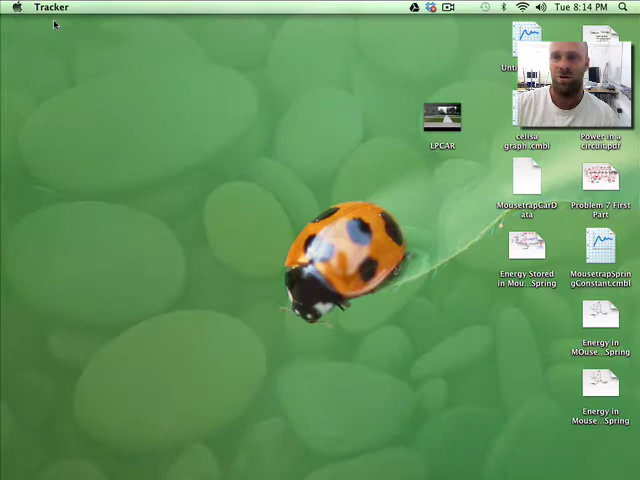 Tracker
Tue 8:14 PM
LPCAR
celisa
graph .cmbl
Power in a
circuit.pdf
MousetrapCarD
ata
Problem 7 First
Part
Energy Stored
in Mou...Spring
MousetrapSprin
gConstant.cmbl
Energy in
MOuse...Spring
Energy in
Mouse...Spring